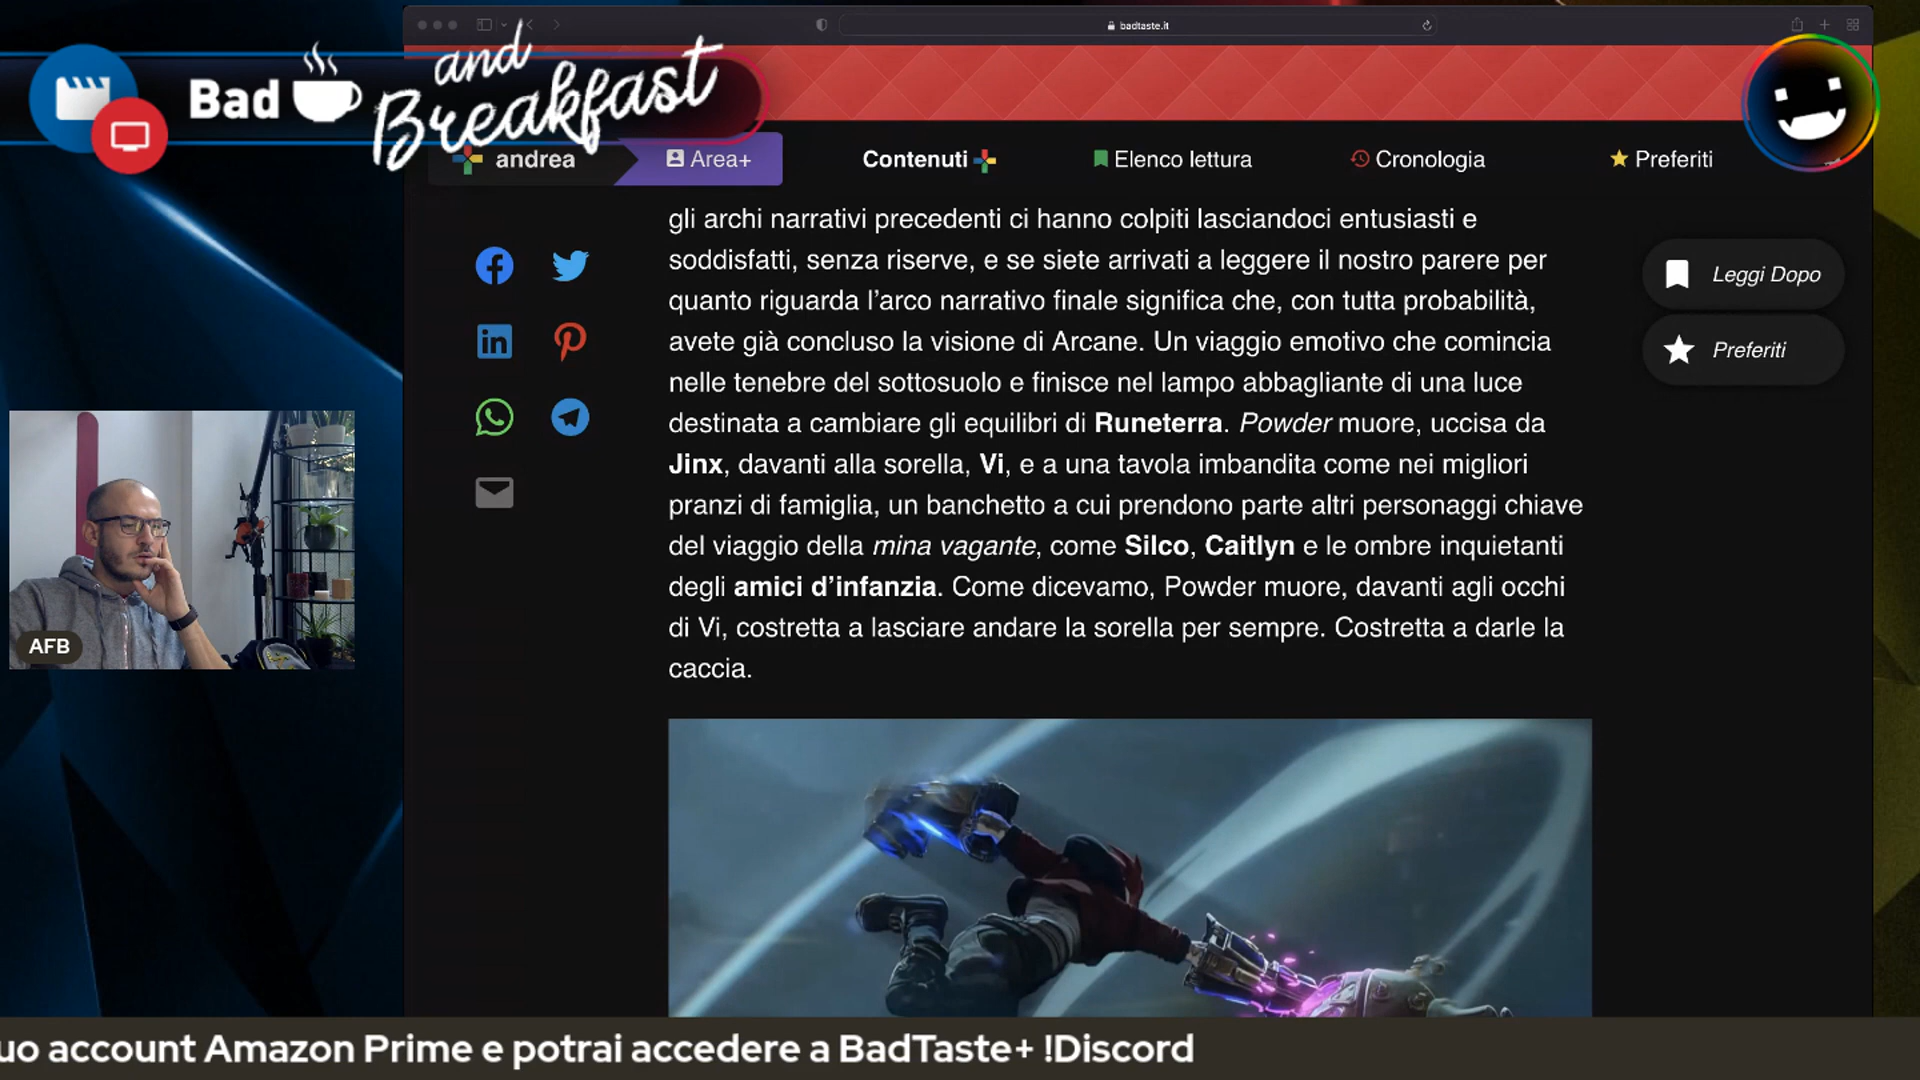 badtaste.it
Bad and Breakfast
andrea
Area+
Contenuti
Elenco lettura
Cronologia
Preferiti
gli archi narrativi precedenti ci hanno colpiti lasciandoci entusiasti e
soddisfatti, senza riserve, e se siete arrivati a leggere il nostro parere per
quanto riguarda l’arco narrativo finale significa che, con tutta probabilità,
avete già concluso la visione di Arcane. Un viaggio emotivo che comincia
nelle tenebre del sottosuolo e finisce nel lampo abbagliante di una luce
destinata a cambiare gli equilibri di Runeterra. Powder muore, uccisa da
Jinx, davanti alla sorella, Vi, e a una tavola imbandita come nei migliori
pranzi di famiglia, un banchetto a cui prendono parte altri personaggi chiave
del viaggio della mina vagante, come Silco, Caitlyn e le ombre inquietanti
degli amici d’infanzia. Come dicevamo, Powder muore, davanti agli occhi
di Vi, costretta a lasciare andare la sorella per sempre. Costretta a darle la
caccia.
Leggi Dopo
Preferiti
AFB
uo account Amazon Prime e potrai accedere a BadTaste+ !Discord